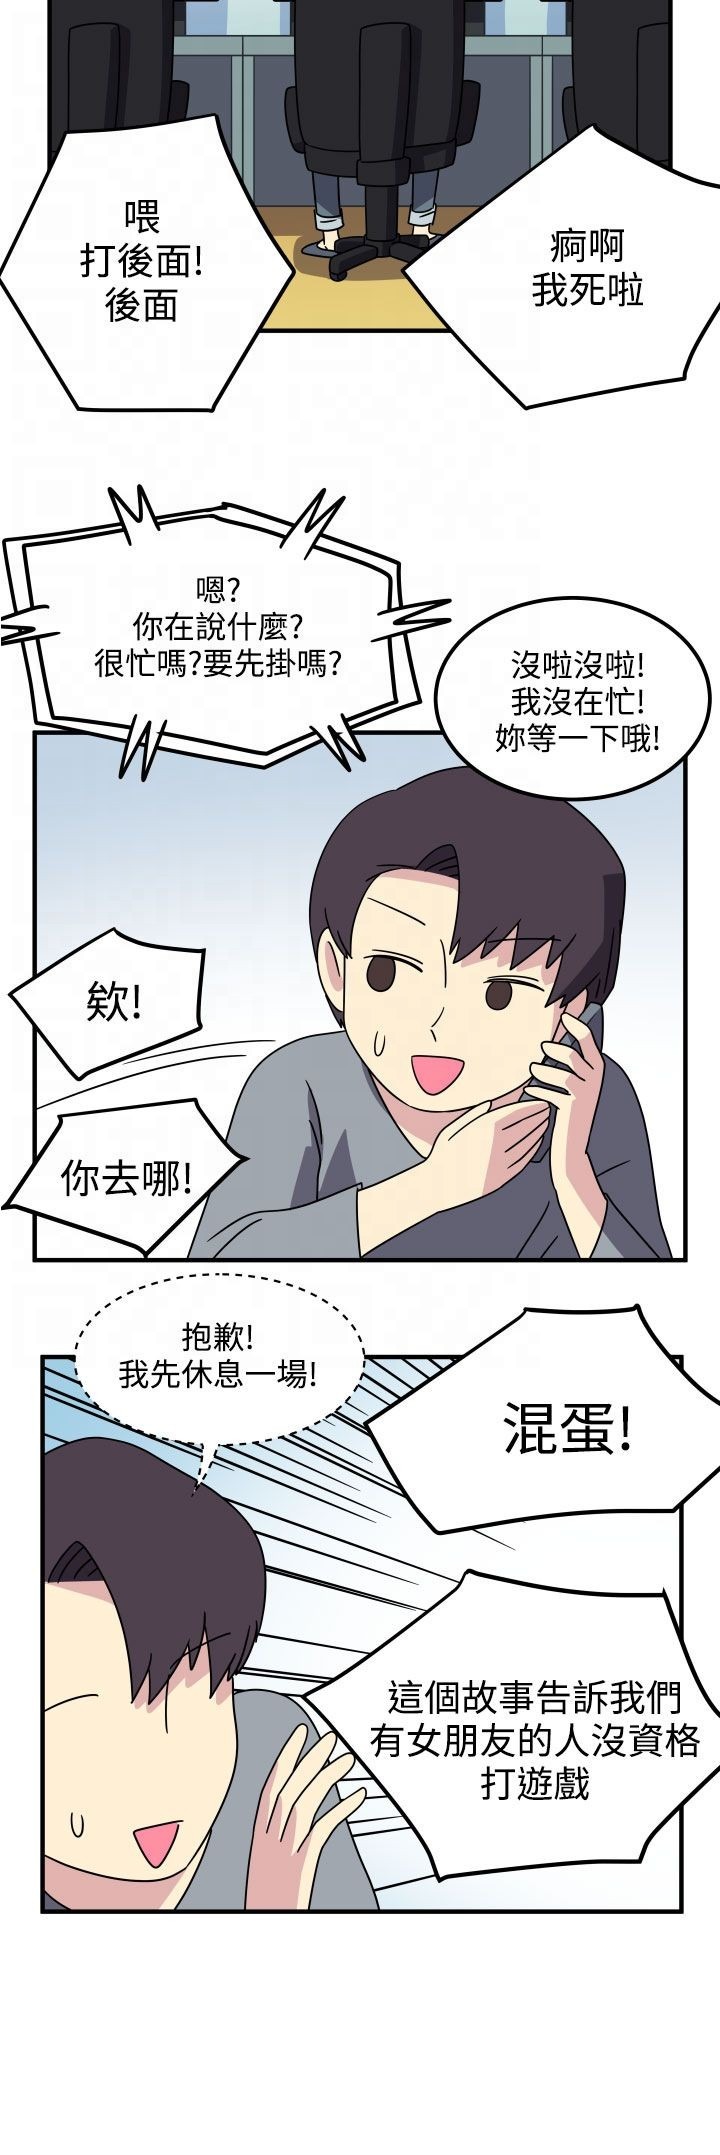 喂
打後面!
後面
痾啊
我死啦
嗯?
你在說什麼?
很忙嗎?要先掛嗎?
沒啦沒啦!
我沒在忙!
妳等一下哦!
欸!
你去哪!
抱歉!
我先休息一場!
混蛋!
這個故事告訴我們
有女朋友的人沒資格
打遊戲